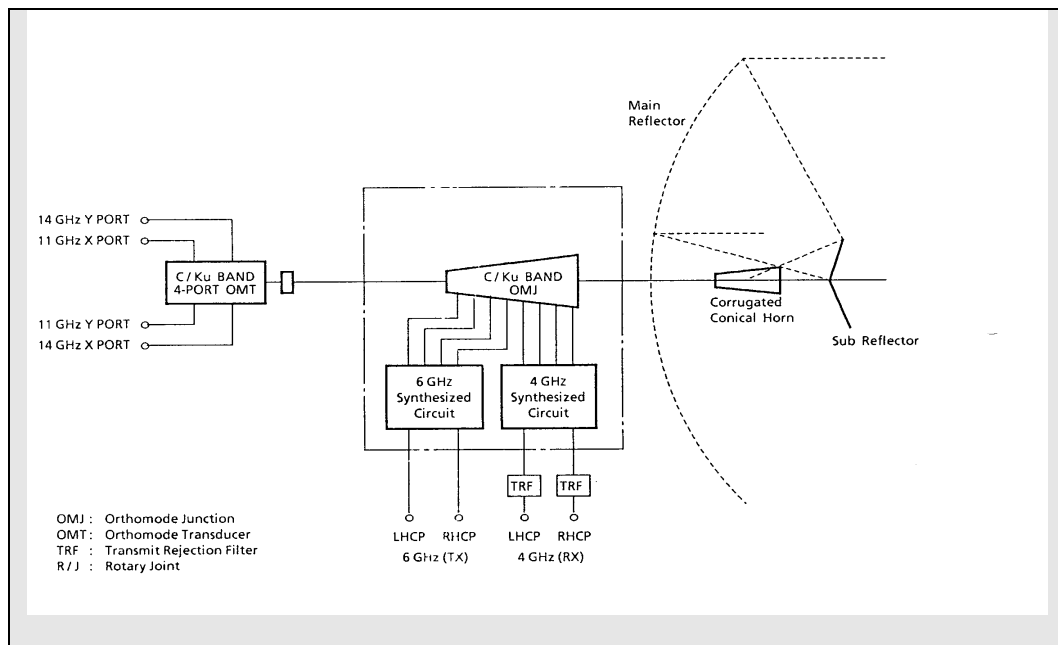 Main
Reflector
14 GHz Y PORT
11 GHz X PORT
C / Ku BAND
4-PORT OMT
11 GHz Y PORT
14 GHz X PORT
C / Ku BAND
OMJ
Corrugated
Conical Horn
Sub Reflector
6 GHz
Synthesized
Circuit
4 GHz
Synthesized
Circuit
TRF
TRF
LHCP
RHCP
LHCP
RHCP
6 GHz (TX)
4 GHz (RX)
OMJ : Orthomode Junction
OMT : Orthomode Transducer
TRF : Transmit Rejection Filter
R / J : Rotary Joint